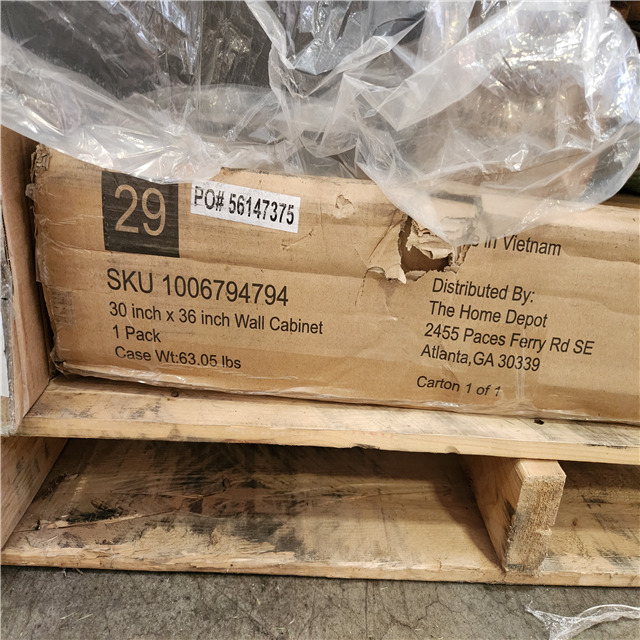 29
PO# 56147375
SKU 1006794794
30 inch x 36 inch Wall Cabinet
1 Pack
Case Wt:63.05 lbs
in Vietnam
Distributed By:
The Home Depot
2455 Paces Ferry Rd SE
Atlanta,GA 30339
Carton 1 of 1